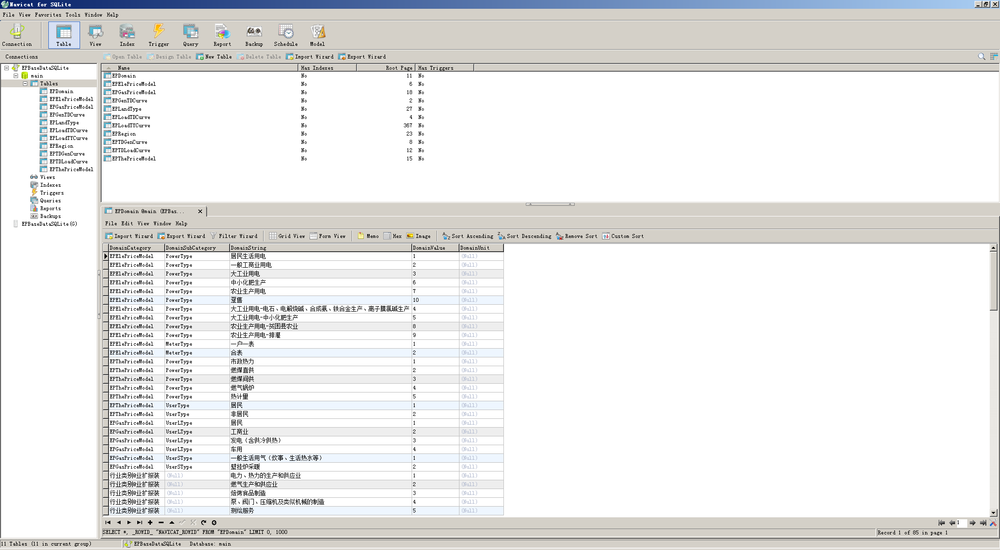 Navicat for SQLite
File View Favorites Tools Window Help
Connection Table View Index Trigger Query Report Backup Schedule Model
Connections
Open Table Design Table New Table Delete Table Import Wizard Export Wizard
EPBaseDataSQLite
main
Tables
EPDomain
EPElePriceModel
EPGasPriceModel
EPGenTDCurve
EPLandType
EPLoadTDCurve
EPLoadTYCurve
EPRegion
EPTDGenCurve
EPTDLoadCurve
EPThePriceModel
Views
Indexes
Triggers
Queries
Reports
Backups
EPBaseDataSQLite(G)
Name Has Indexes Root Page Has Triggers
EPDomain No 11 No
EPElePriceModel No 6 No
EPGasPriceModel No 18 No
EPGenTDCurve No 2 No
EPLandType No 27 No
EPLoadTDCurve No 4 No
EPLoadTYCurve No 367 No
EPRegion No 23 No
EPTDGenCurve No 8 No
EPTDLoadCurve No 12 No
EPThePriceModel No 15 No
EPDomain @main (EPBas...
File Edit View Window Help
Import Wizard Export Wizard Filter Wizard Grid View Form View Memo Hex Image Sort Ascending Sort Descending Remove Sort Custom Sort
DomainCategory DomainSubCategory DomainString DomainValue DomainUnit
EPElePriceModel PowerType 居民生活用电 1 (Null)
EPElePriceModel PowerType 一般工商业用电 2 (Null)
EPElePriceModel PowerType 大工业用电 3 (Null)
EPElePriceModel PowerType 中小化肥生产 6 (Null)
EPElePriceModel PowerType 农业生产用电 7 (Null)
EPElePriceModel PowerType 趸售 10 (Null)
EPElePriceModel PowerType 大工业用电-电石、电解烧碱、合成氨、铁合金生产、离子膜氯碱生产 4 (Null)
EPElePriceModel PowerType 大工业用电-中小化肥生产 5 (Null)
EPElePriceModel PowerType 农业生产用电-贫困县农业 8 (Null)
EPElePriceModel PowerType 农业生产用电-排灌 9 (Null)
EPElePriceModel MeterType 一户一表 1 (Null)
EPElePriceModel MeterType 合表 2 (Null)
EPThePriceModel PowerType 市政热力 1 (Null)
EPThePriceModel PowerType 燃煤直供 2 (Null)
EPThePriceModel PowerType 燃煤间供 3 (Null)
EPThePriceModel PowerType 燃气锅炉 4 (Null)
EPThePriceModel PowerType 热计量 5 (Null)
EPThePriceModel UserType 居民 1 (Null)
EPThePriceModel UserType 非居民 2 (Null)
EPGasPriceModel UserLType 居民 1 (Null)
EPGasPriceModel UserLType 工商业 2 (Null)
EPGasPriceModel UserLType 发电（含供冷供热） 3 (Null)
EPGasPriceModel UserLType 车用 4 (Null)
EPGasPriceModel UserSType 一般生活用气（炊事、生活热水等） 1 (Null)
EPGasPriceModel UserSType 壁挂炉采暖 2 (Null)
行业类别@业扩报装 (Null) 电力、热力的生产和供应业 1 (Null)
行业类别@业扩报装 (Null) 燃气生产和供应业 2 (Null)
行业类别@业扩报装 (Null) 焙烤食品制造 3 (Null)
行业类别@业扩报装 (Null) 泵、阀门、压缩机及类似机械的制造 4 (Null)
行业类别@业扩报装 (Null) 测绘服务 5 (Null)
1
SELECT *, _ROWID_ "NAVICAT_ROWID" FROM "EPDomain" LIMIT 0, 1000
Record 1 of 85 in page 1
11 Tables (11 in current group) EPBaseDataSQLite Database: main